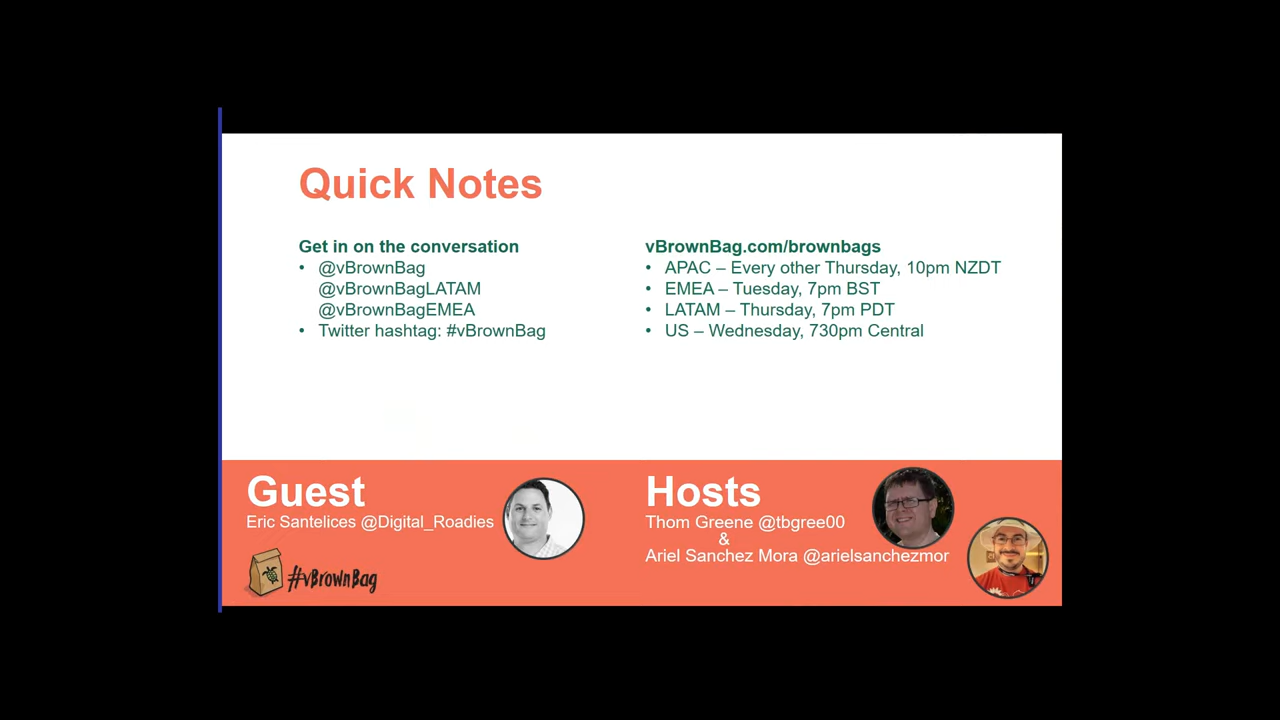 Quick Notes
Get in on the conversation
• @vBrownBag
@vBrownBagLATAM
@vBrownBagEMEA
• Twitter hashtag: #vBrownBag
vBrownBag.com/brownbags
• APAC – Every other Thursday, 10pm NZDT
• EMEA – Tuesday, 7pm BST
• LATAM – Thursday, 7pm PDT
• US – Wednesday, 730pm Central
Guest
Eric Santelices @Digital_Roadies
#vBrownBag
Hosts
Thom Greene @tbgree00
&
Ariel Sanchez Mora @arielsanchezmor